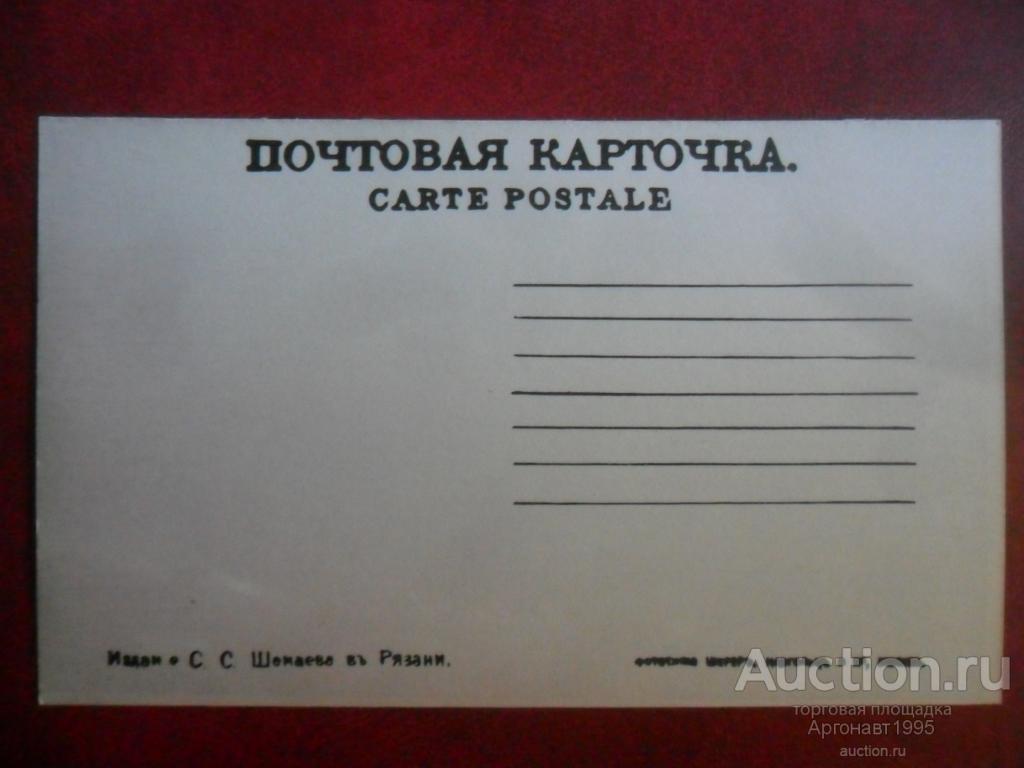 ПОЧТОВАЯ КАРТОЧКА.
CARTE POSTALE
С. С. Шемаева въ Рязани.
Auction.ru
торговая площадка
Аргонавт1995
auction.ru